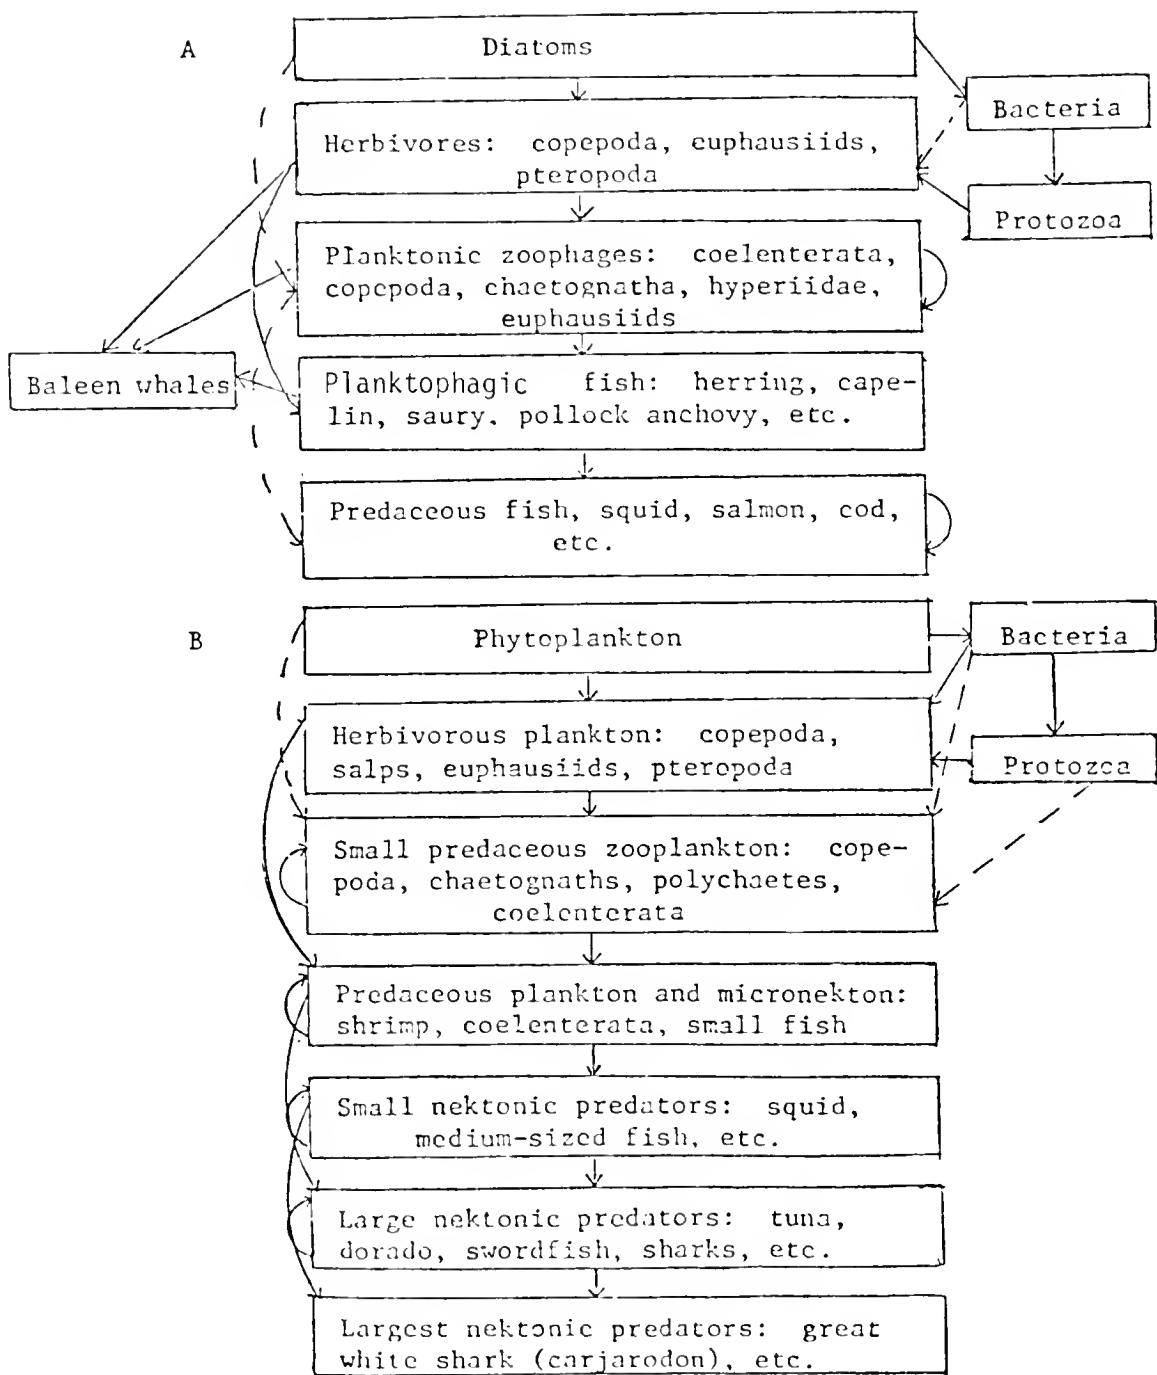 A
Diatoms
Bacteria
Herbivores: copepoda, euphausiids,
pteropoda
Protozoa
Planktonic zoophages: coelenterata,
copepoda, chaetognatha, hyperiidae,
euphausiids
Baleen whales
Planktophagic fish: herring, cape-
lin, saury, pollock anchovy, etc.
Predaceous fish, squid, salmon, cod,
etc.
B
Phytoplankton
Bacteria
Herbivorous plankton: copepoda,
salps, euphausiids, pteropoda
Protozoa
Small predaceous zooplankton: cope-
poda, chaetognaths, polychaetes,
coelenterata
Predaceous plankton and micronekton:
shrimp, coelenterata, small fish
Small nektonic predators: squid,
medium-sized fish, etc.
Large nektonic predators: tuna,
dorado, swordfish, sharks, etc.
Largest nektonic predators: great
white shark (carjarodon), etc.